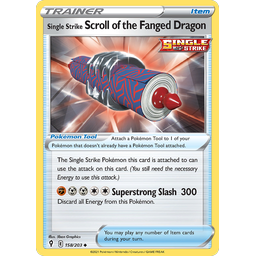 TRAINER
Item
Single Strike Scroll of the Fanged Dragon
SINGLE
STRIKE
Pokémon Tool
Attach a Pokémon Tool to 1 of your
Pokémon that doesn't already have a Pokémon Tool attached.
The Single Strike Pokémon this card is attached to can use
the attack on this card. (You still need the necessary
Energy to use this attack.)
Superstrong Slash 300
Discard all Energy from this Pokémon.
You may play any number of Item cards
during your turn.
158/203